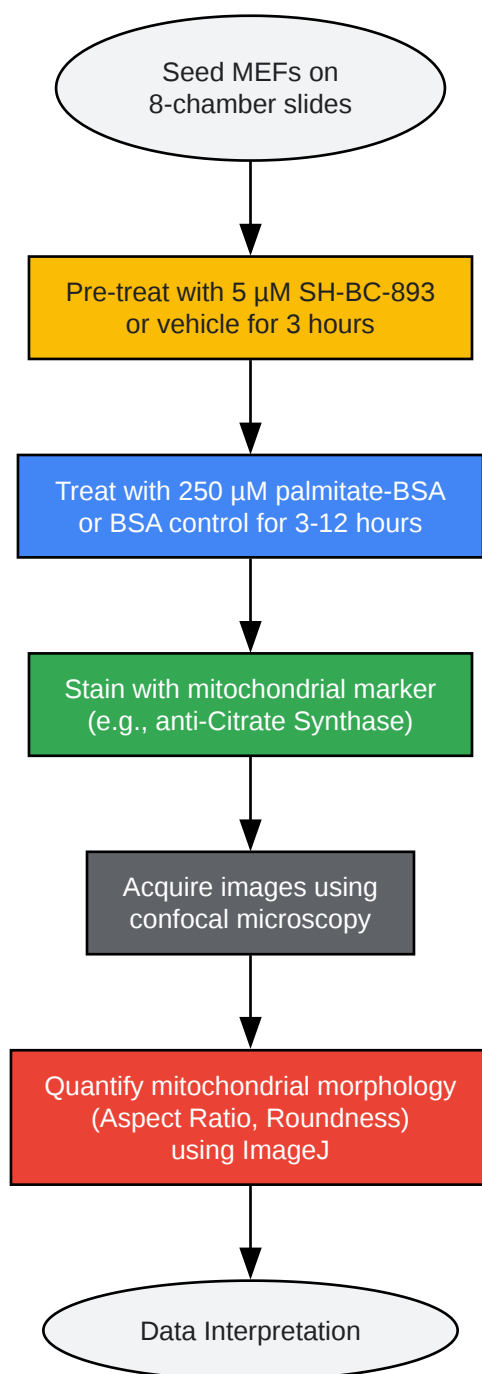 Seed MEFs on
8-chamber slides
Pre-treat with 5 µM SH-BC-893
or vehicle for 3 hours
Treat with 250 µM palmitate-BSA
or BSA control for 3-12 hours
Stain with mitochondrial marker
(e.g., anti-Citrate Synthase)
Acquire images using
confocal microscopy
Quantify mitochondrial morphology
(Aspect Ratio, Roundness)
using ImageJ
Data Interpretation